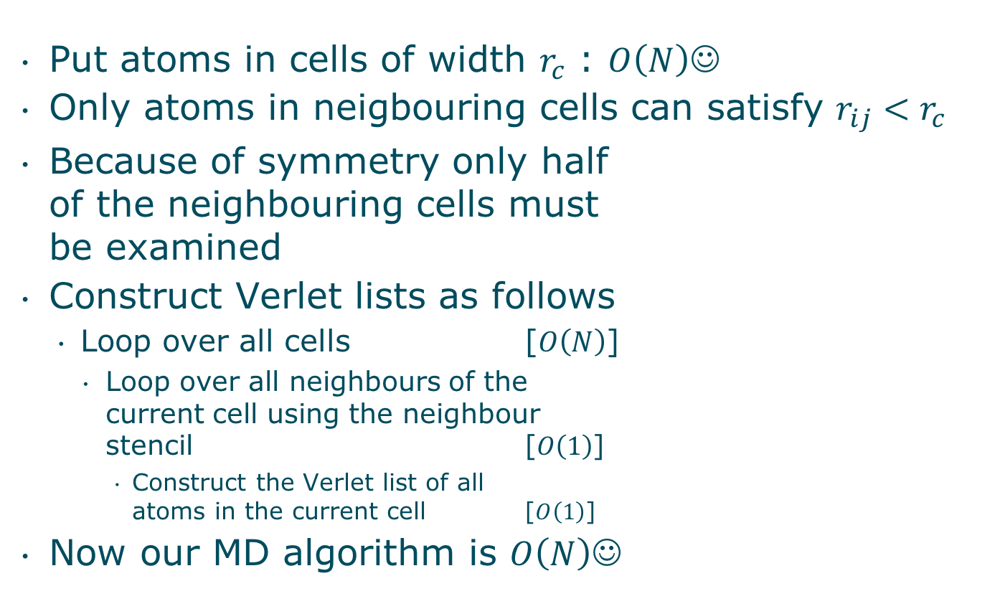 • Put atoms in cells of width r_c : O(N)☺
• Only atoms in neigbouring cells can satisfy r_ij < r_c
• Because of symmetry only half
of the neighbouring cells must
be examined
• Construct Verlet lists as follows
• Loop over all cells [O(N)]
• Loop over all neighbours of the
current cell using the neighbour
stencil [O(1)]
• Construct the Verlet list of all
atoms in the current cell [O(1)]
• Now our MD algorithm is O(N)☺